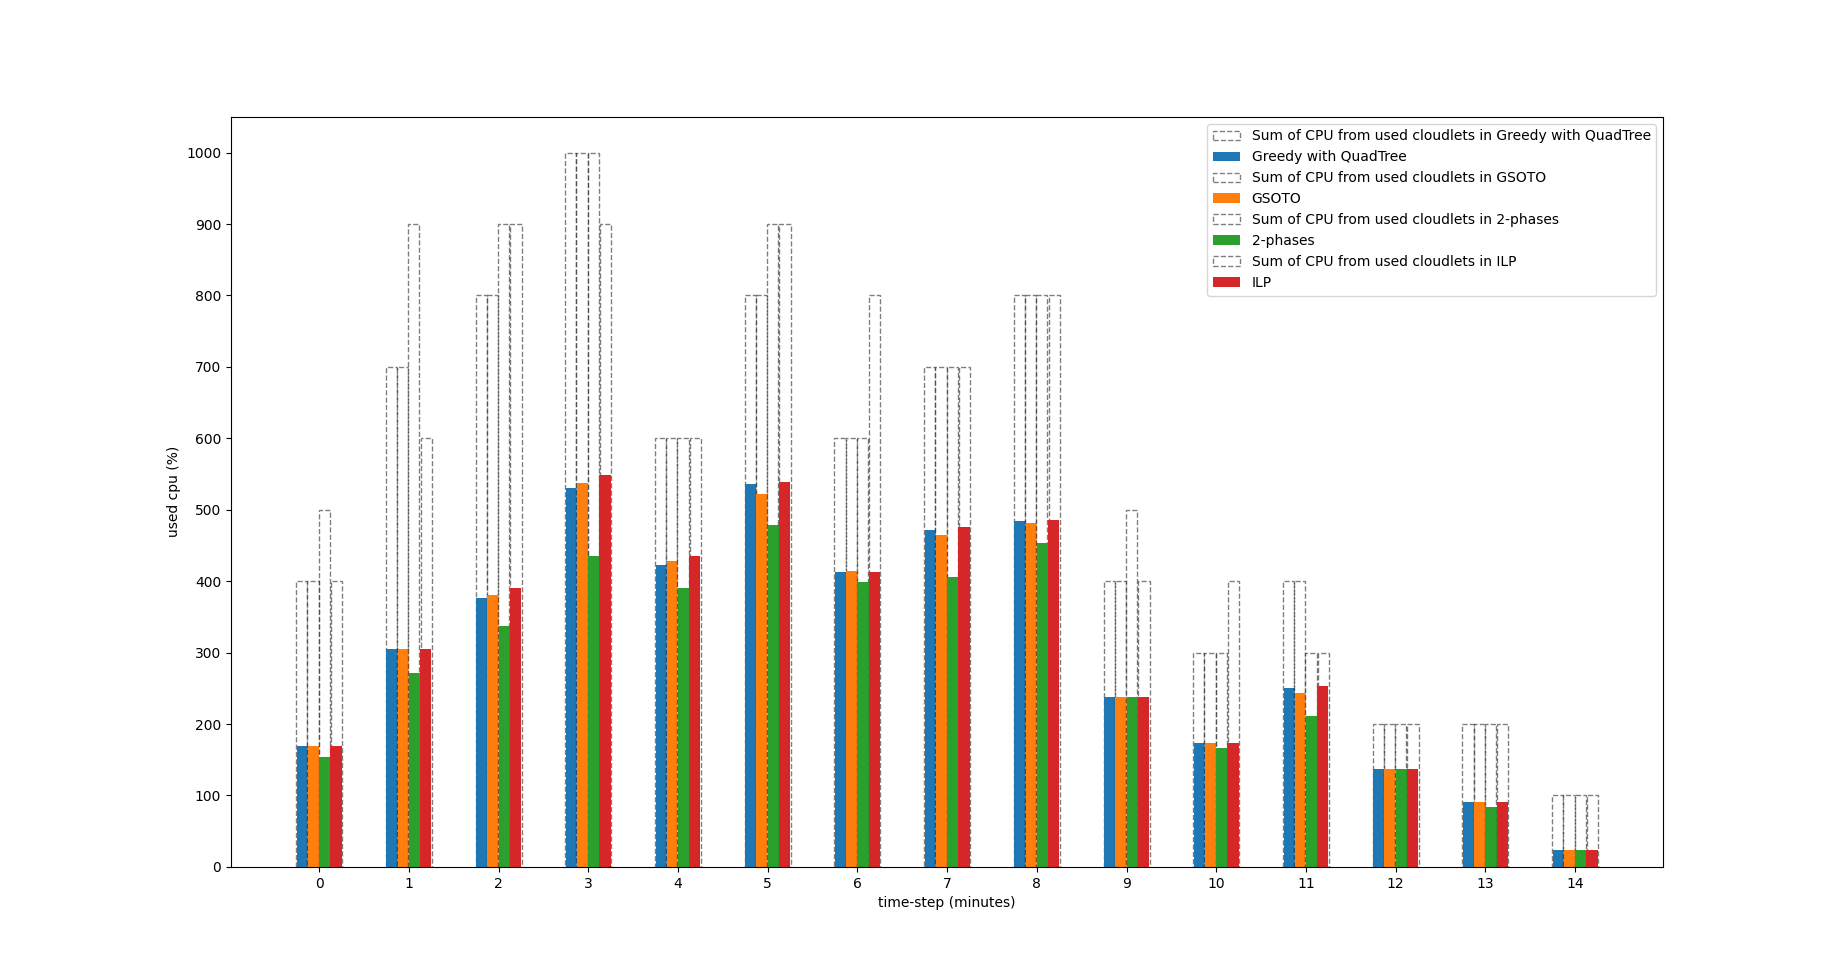 Sum of CPU from used cloudlets in Greedy with QuadTree
Greedy with QuadTree
Sum of CPU from used cloudlets in GSOTO
GSOTO
Sum of CPU from used cloudlets in 2-phases
2-phases
Sum of CPU from used cloudlets in ILP
ILP
1000
900
800
700
600
500
400
300
200
100
0
used cpu (%)
0 1 2 3 4 5 6 7 8 9 10 11 12 13 14
time-step (minutes)